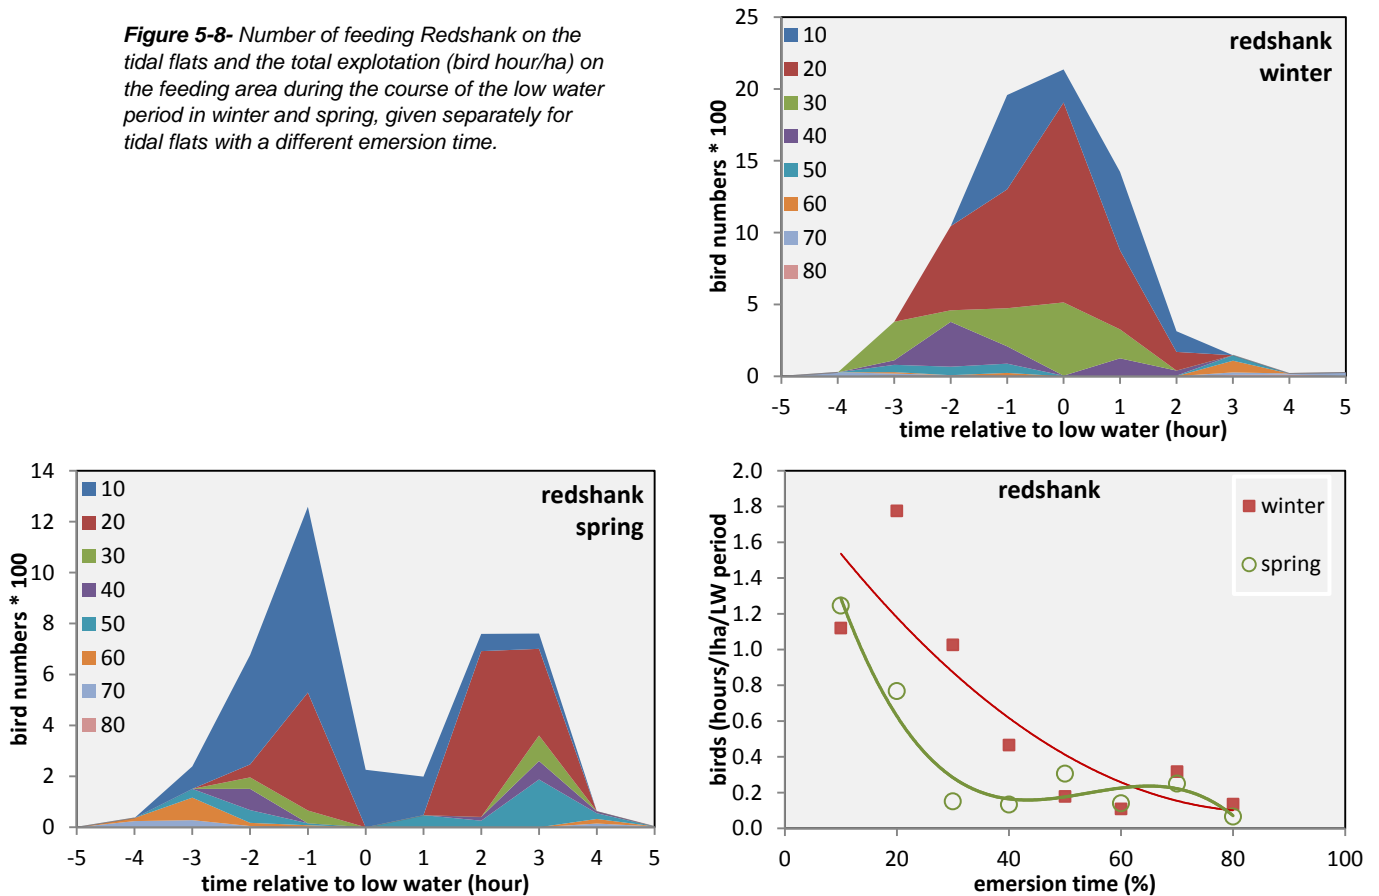 Figure 5-8- Number of feeding Redshank on the
tidal flats and the total explotation (bird hour/ha) on
the feeding area during the course of the low water
period in winter and spring, given separately for
tidal flats with a different emersion time.
redshank
winter
bird numbers * 100
25
20
15
10
5
0
10
20
30
40
50
60
70
80
-5 -4 -3 -2 -1 0 1 2 3 4 5
time relative to low water (hour)
redshank
spring
bird numbers * 100
14
12
10
8
6
4
2
0
10
20
30
40
50
60
70
80
-5 -4 -3 -2 -1 0 1 2 3 4 5
time relative to low water (hour)
redshank
birds (hours/lha/LW period
2.0
1.8
1.6
1.4
1.2
1.0
0.8
0.6
0.4
0.2
0.0
winter
spring
0 20 40 60 80 100
emersion time (%)